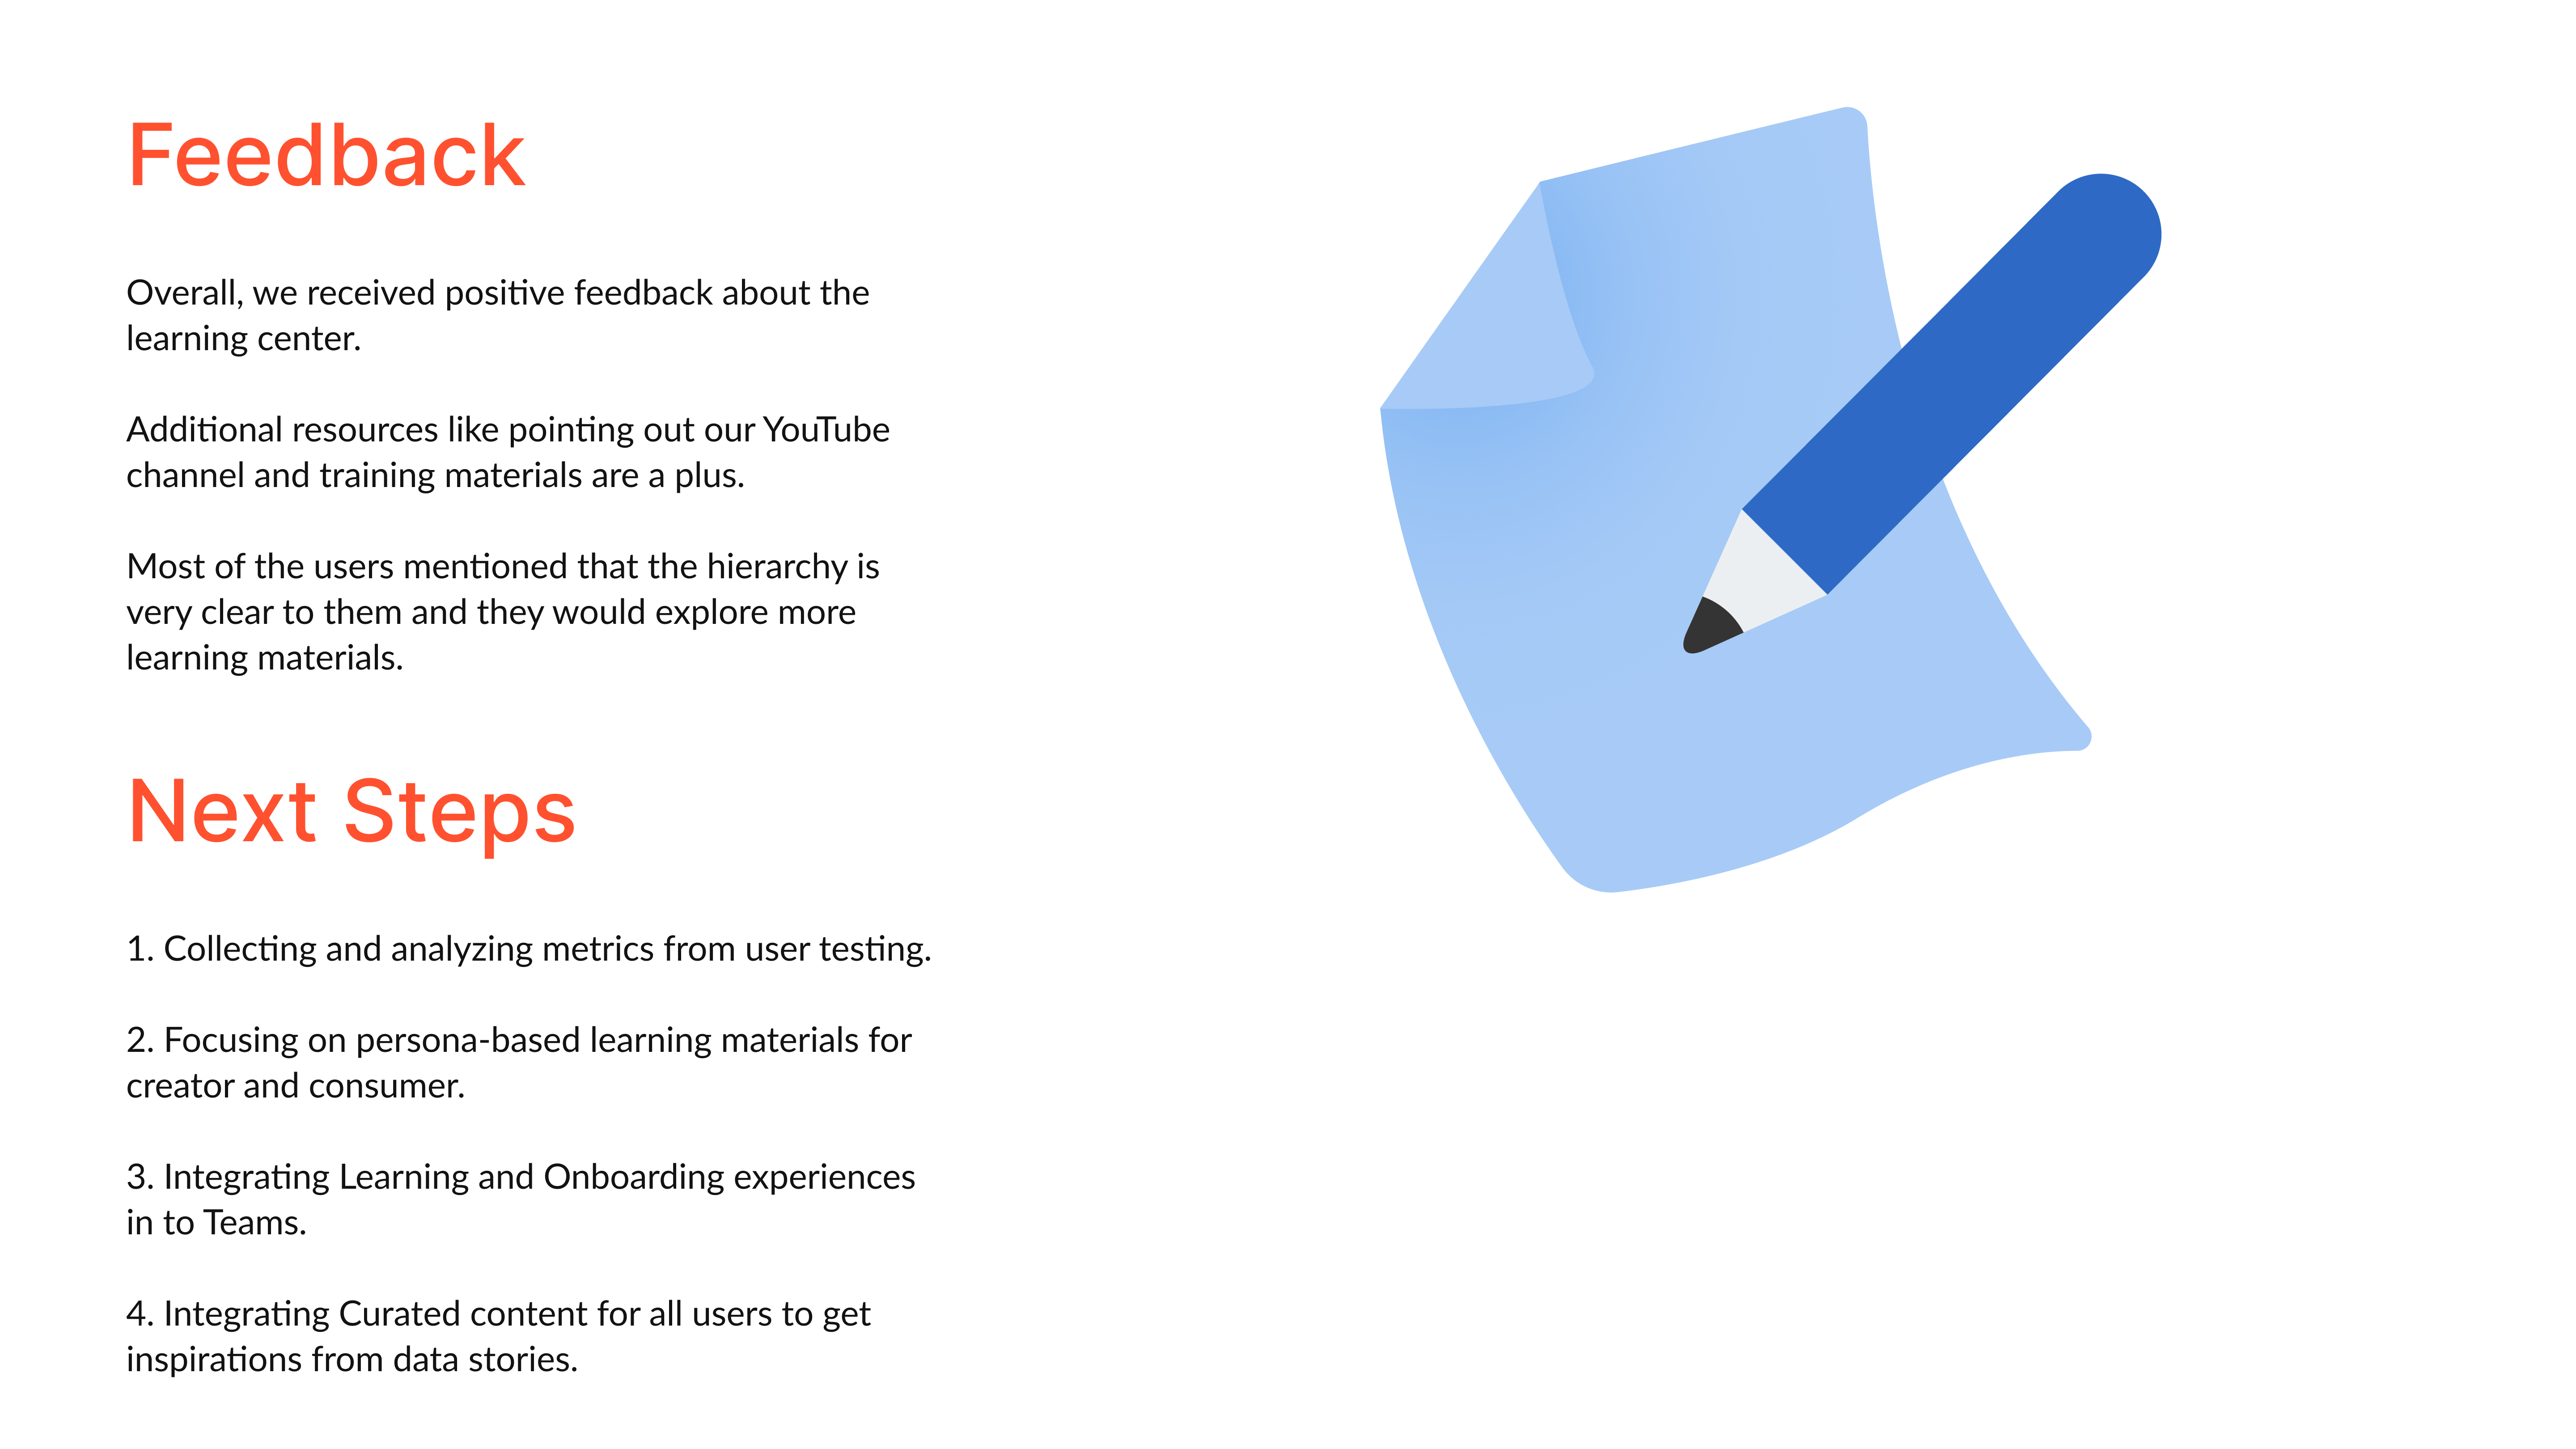 Feedback
Overall, we received positive feedback about the
learning center.
Additional resources like pointing out our YouTube
channel and training materials are a plus.
Most of the users mentioned that the hierarchy is
very clear to them and they would explore more
learning materials.
Next Steps
1. Collecting and analyzing metrics from user testing.
2. Focusing on persona-based learning materials for
creator and consumer.
3. Integrating Learning and Onboarding experiences
in to Teams.
4. Integrating Curated content for all users to get
inspirations from data stories.